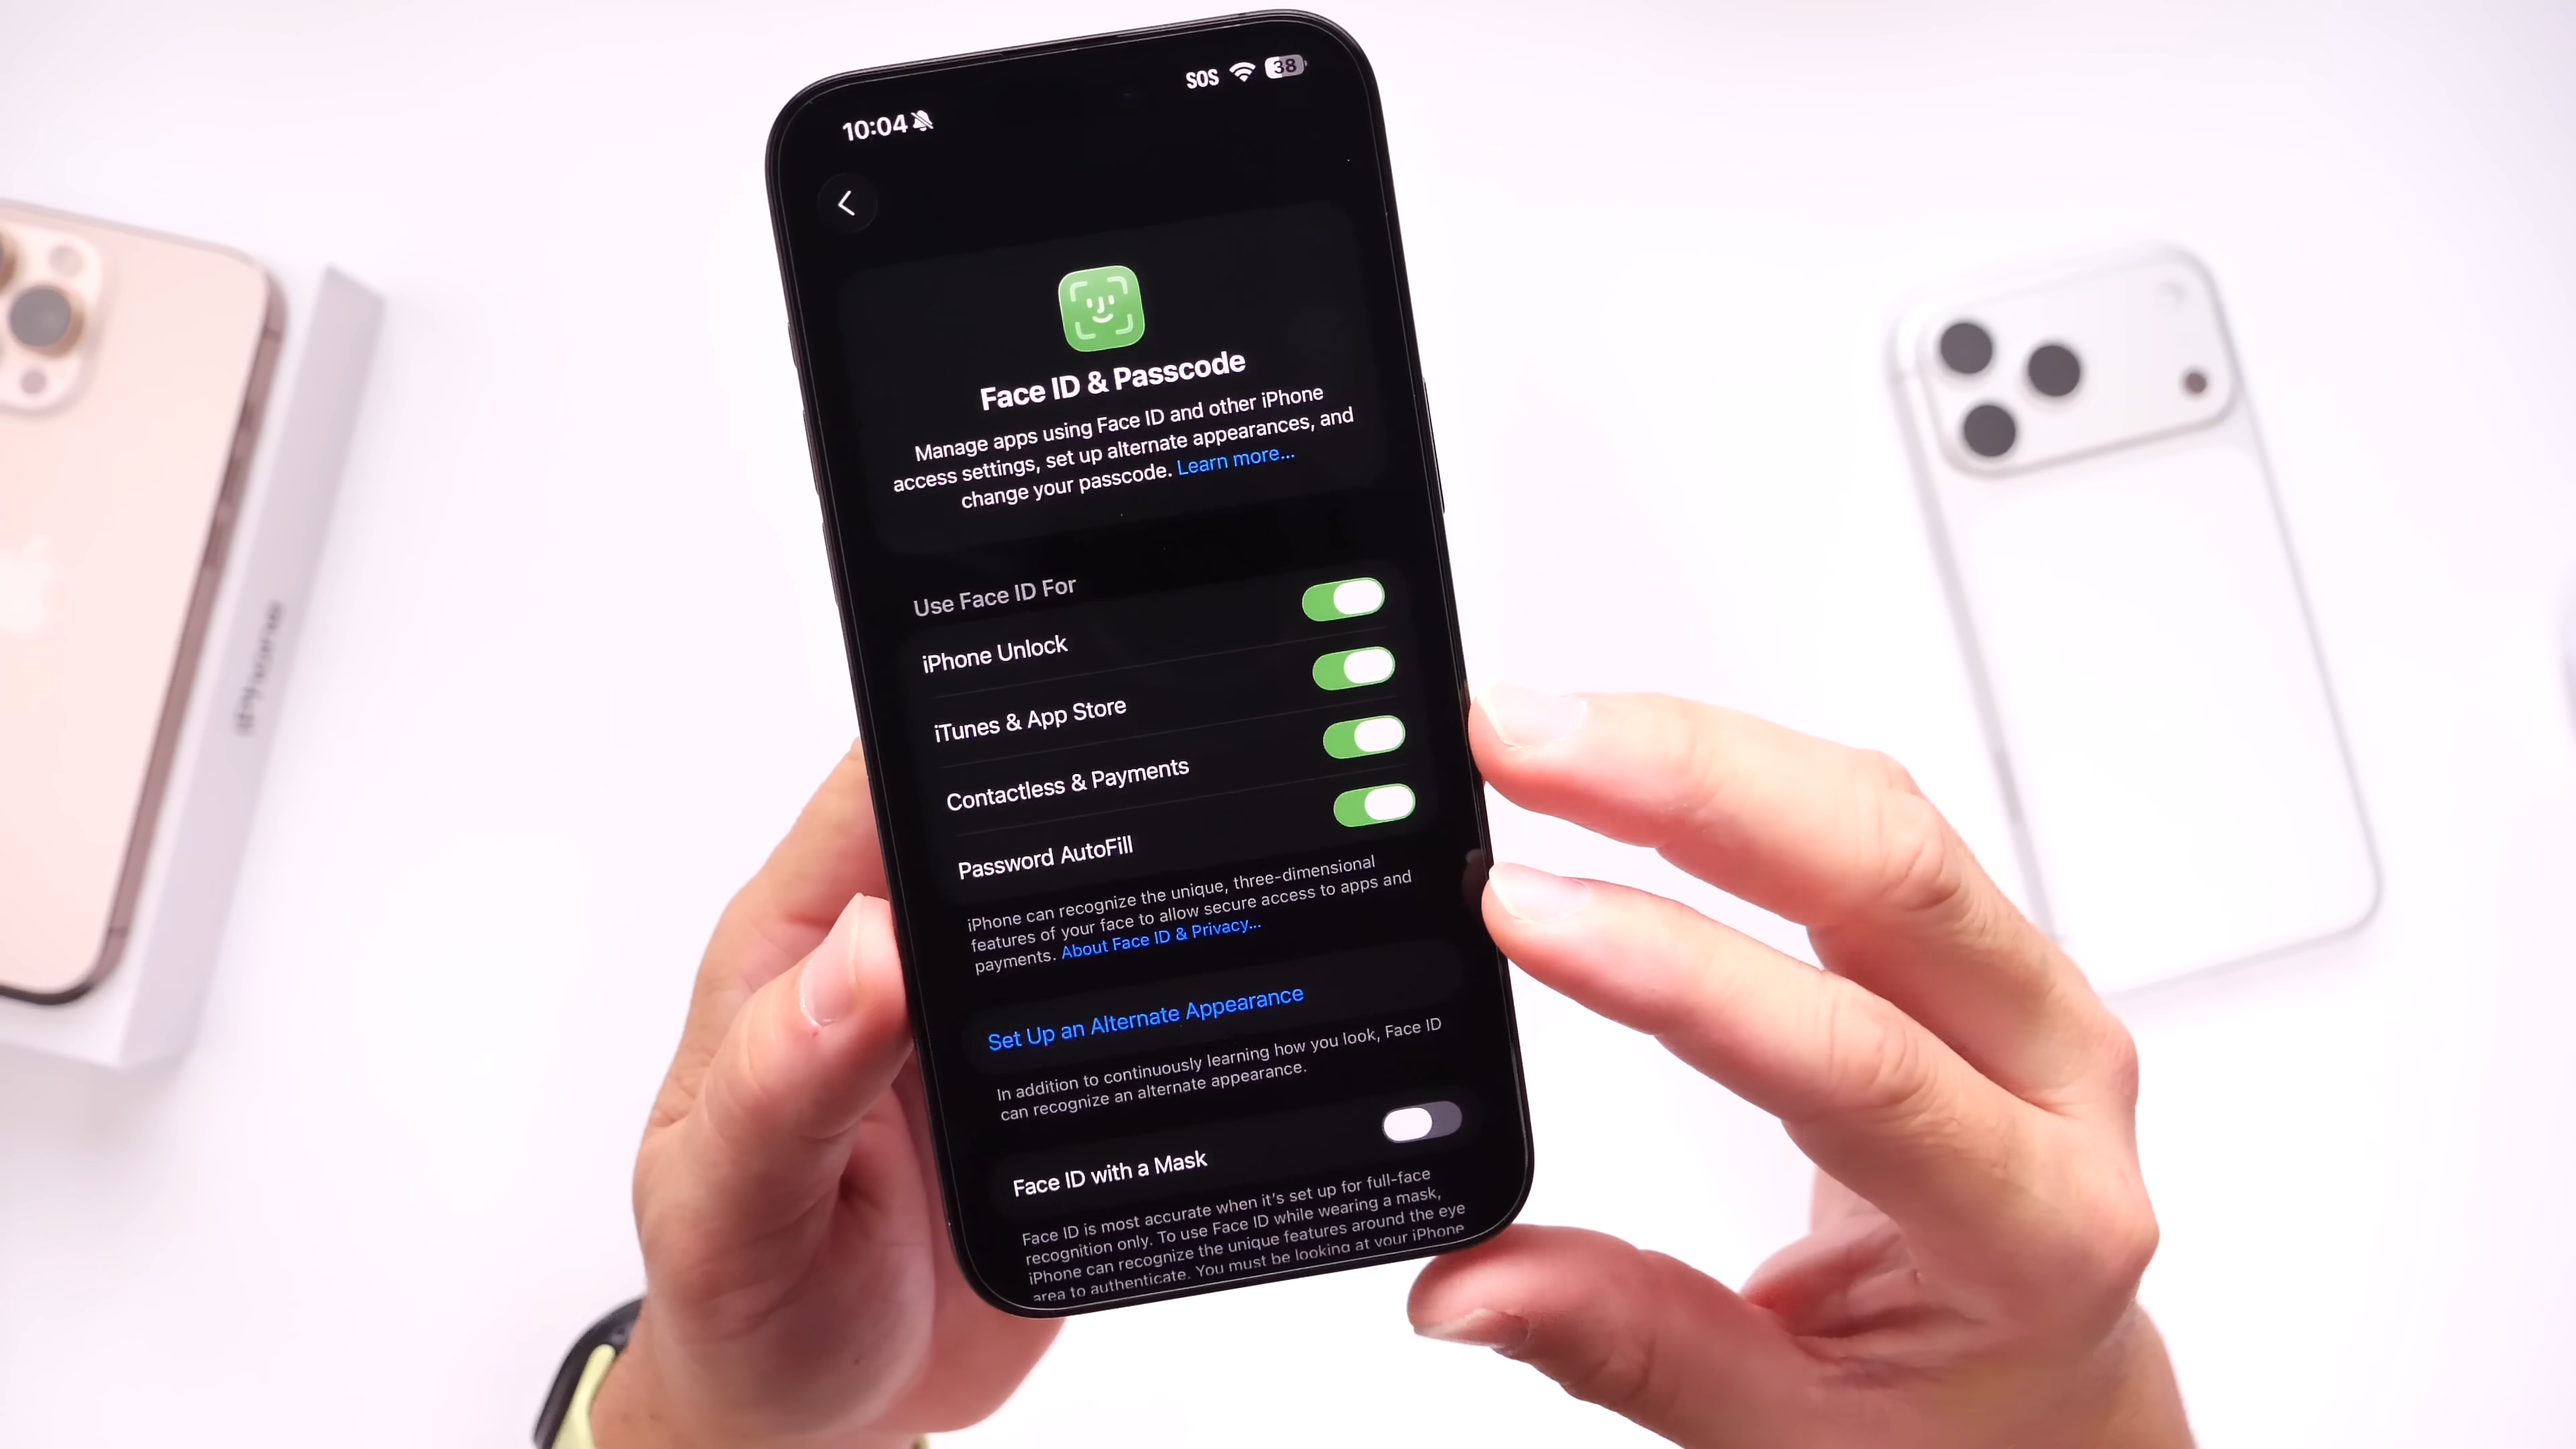 10:04
SOS
38
Face ID & Passcode
Manage apps using Face ID and other iPhone
access settings, set up alternate appearances, and
change your passcode. Learn more...
Use Face ID For
iPhone Unlock
iTunes & App Store
Contactless & Payments
Password AutoFill
iPhone can recognize the unique, three-dimensional
features of your face to allow secure access to apps and
payments. About Face ID & Privacy...
Set Up an Alternate Appearance
In addition to continuously learning how you look, Face ID
can recognize an alternate appearance.
Face ID with a Mask
Face ID is most accurate when it's set up for full-face
recognition only. To use Face ID while wearing a mask,
iPhone can recognize the unique features around the eye
area to authenticate. You must be looking at your iPhone
iPhone